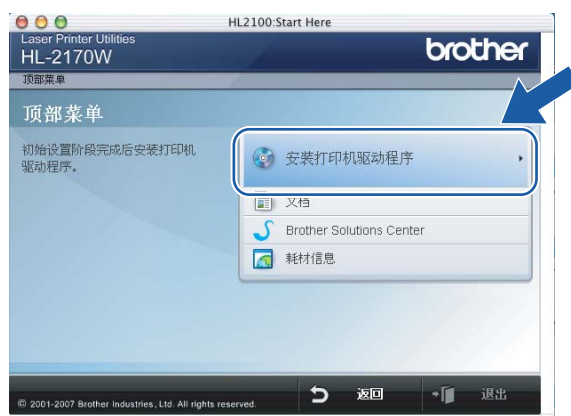 HL2100:Start Here
Laser Printer Utilities
HL-2170W
brother
顶部菜单
顶部菜单
初始设置阶段完成后安装打印机
驱动程序。
安装打印机驱动程序
文档
Brother Solutions Center
耗材信息
© 2001-2007 Brother Industries, Ltd. All rights reserved.
返回
退出